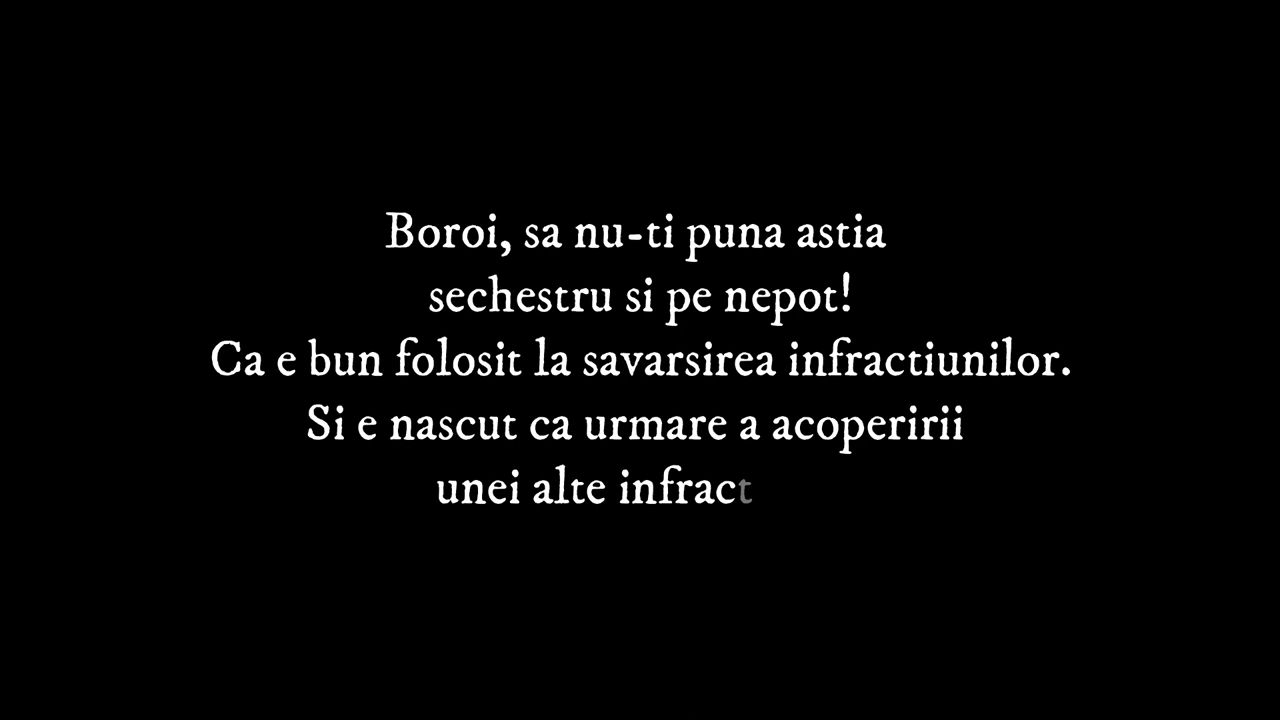 Boroi, sa nu-ti puna astia
sechestru si pe nepot!
Ca e bun folosit la savarsirea infractiunilor.
Si e nascut ca urmare a acoperirii
unei alte infract